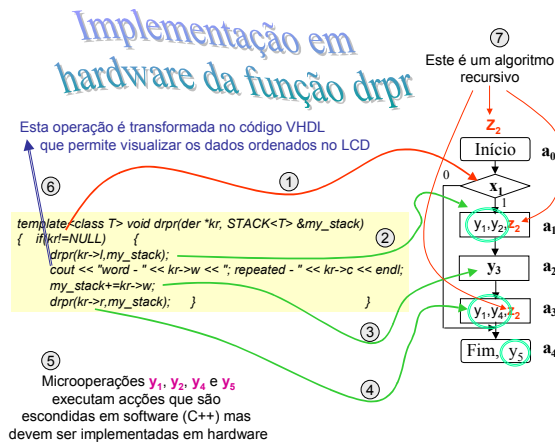 Implementação em
hardware da função drpr
7
Este é um algoritmo
recursivo
z2
Esta operação é transformada no código VHDL
que permite visualizar os dados ordenados no LCD
Início
a0
6
1
0
x1
1
template<class T> void drpr(der *kr, STACK<T> &my_stack)
{ if(kr!=NULL) {
drpr(kr->l,my_stack);
cout << "word - " << kr->w << "; repeated - " << kr->c << endl;
my_stack+=kr->w;
drpr(kr->r,my_stack); } }
2
y1,y2,z2
a1
y3
a2
3
y1,y4,z2
a3
4
Fim, y5
a4
5
Microoperações y1, y2, y4 e y5
executam acções que são
escondidas em software (C++) mas
devem ser implementadas em hardware